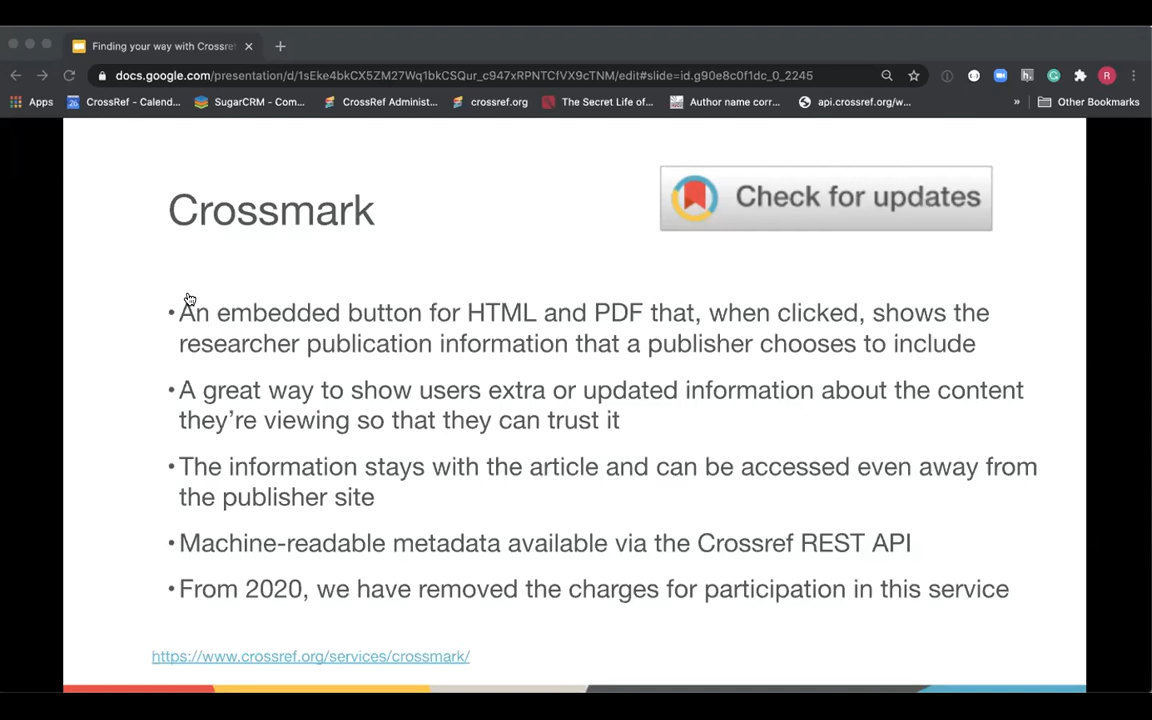 Finding your way with Crossre
docs.google.com/presentation/d/1sEke4bkCX5ZM27Wq1bkCSQur_c947xRPNTCfVX9cTNM/edit#slide=id.g90e8c0f1dc_0_2245
R
Apps
26
CrossRef - Calend...
SugarCRM - Com...
CrossRef Administ...
crossref.org
The Secret Life of...
Author name corr...
api.crossref.org/w...
»
Other Bookmarks
Crossmark
Check for updates
• An embedded button for HTML and PDF that, when clicked, shows the
researcher publication information that a publisher chooses to include
• A great way to show users extra or updated information about the content
they're viewing so that they can trust it
• The information stays with the article and can be accessed even away from
the publisher site
• Machine-readable metadata available via the Crossref REST API
• From 2020, we have removed the charges for participation in this service
https://www.crossref.org/services/crossmark/